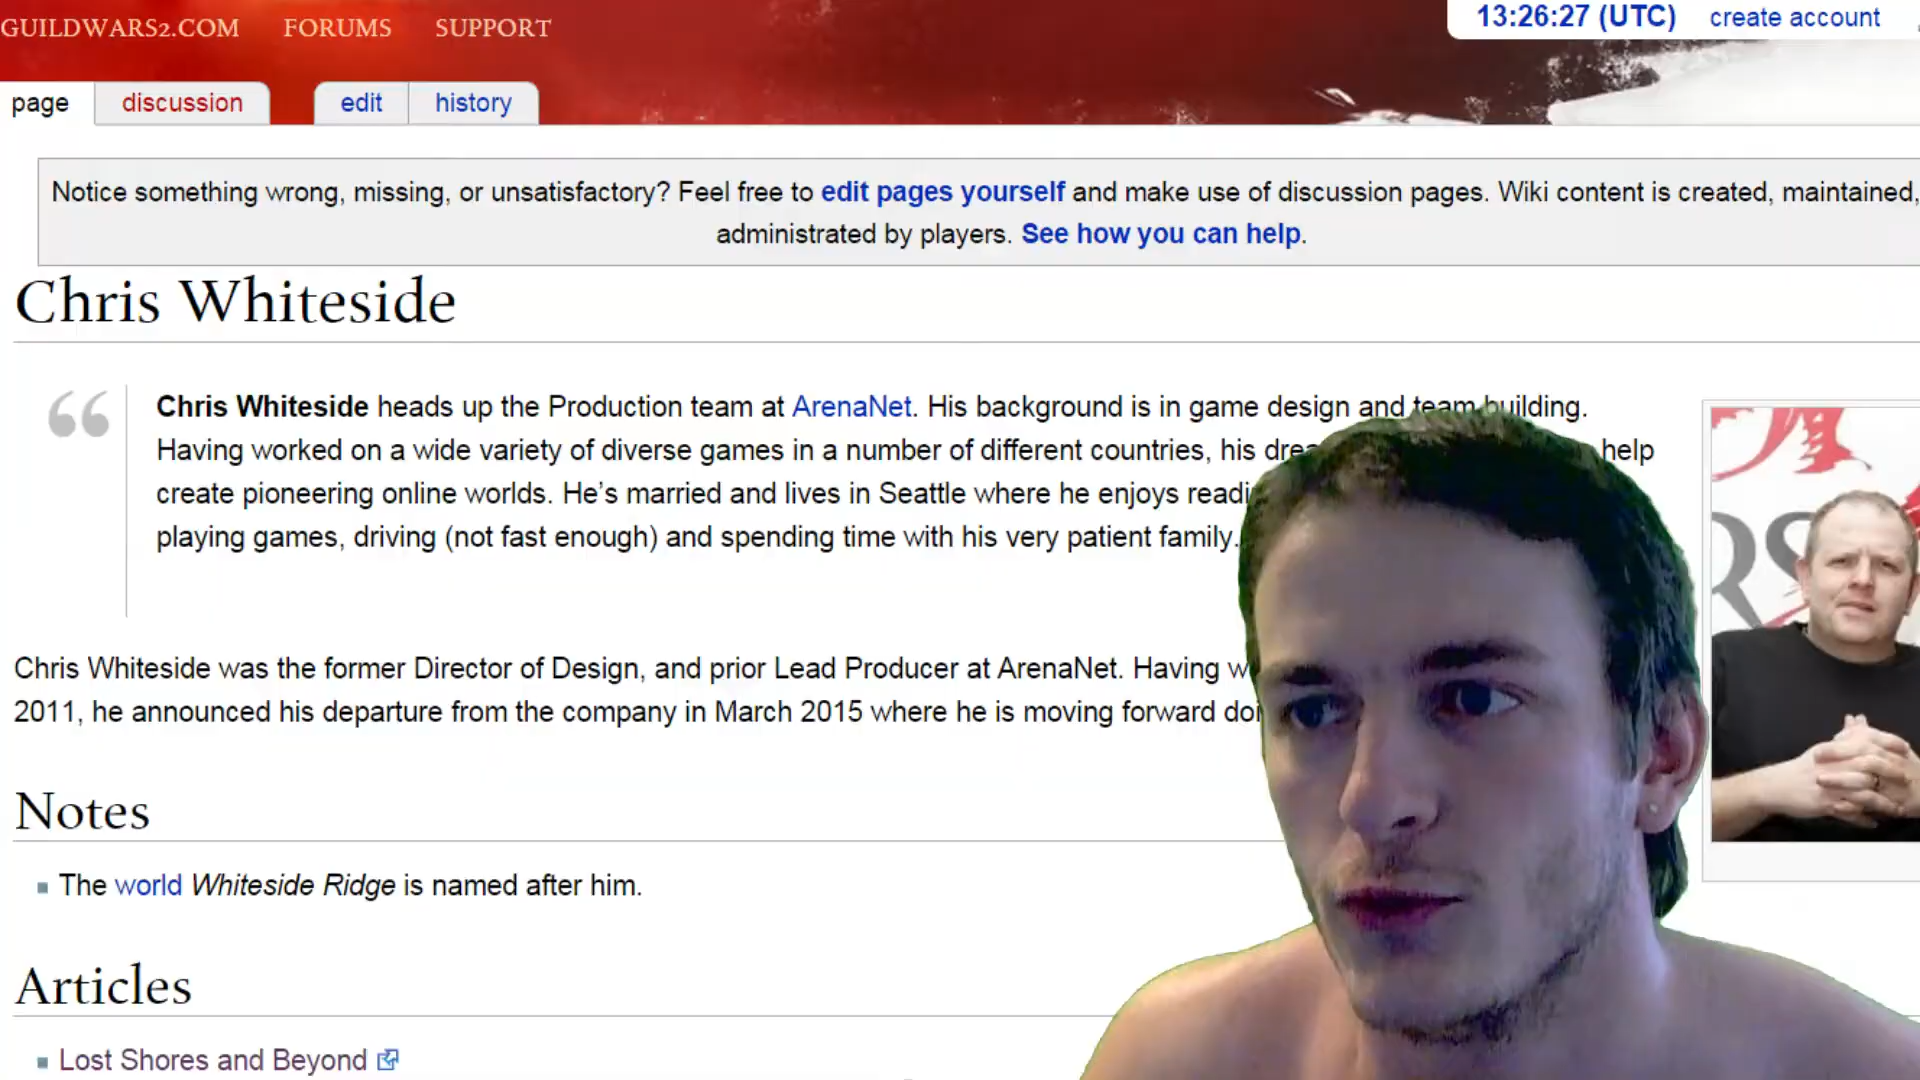 GUILDWARS2.COM FORUMS SUPPORT
13:26:27 (UTC) create account
page discussion edit history
Notice something wrong, missing, or unsatisfactory? Feel free to edit pages yourself and make use of discussion pages. Wiki content is created, maintained,
administrated by players. See how you can help.
Chris Whiteside
“ Chris Whiteside heads up the Production team at ArenaNet. His background is in game design and team building.
Having worked on a wide variety of diverse games in a number of different countries, his help
create pioneering online worlds. He’s married and lives in Seattle where he enjoys
playing games, driving (not fast enough) and spending time with his very patient family.
RS
Chris Whiteside was the former Director of Design, and prior Lead Producer at ArenaNet. Having
2011, he announced his departure from the company in March 2015 where he is moving forward
Notes
The world Whiteside Ridge is named after him.
Articles
Lost Shores and Beyond